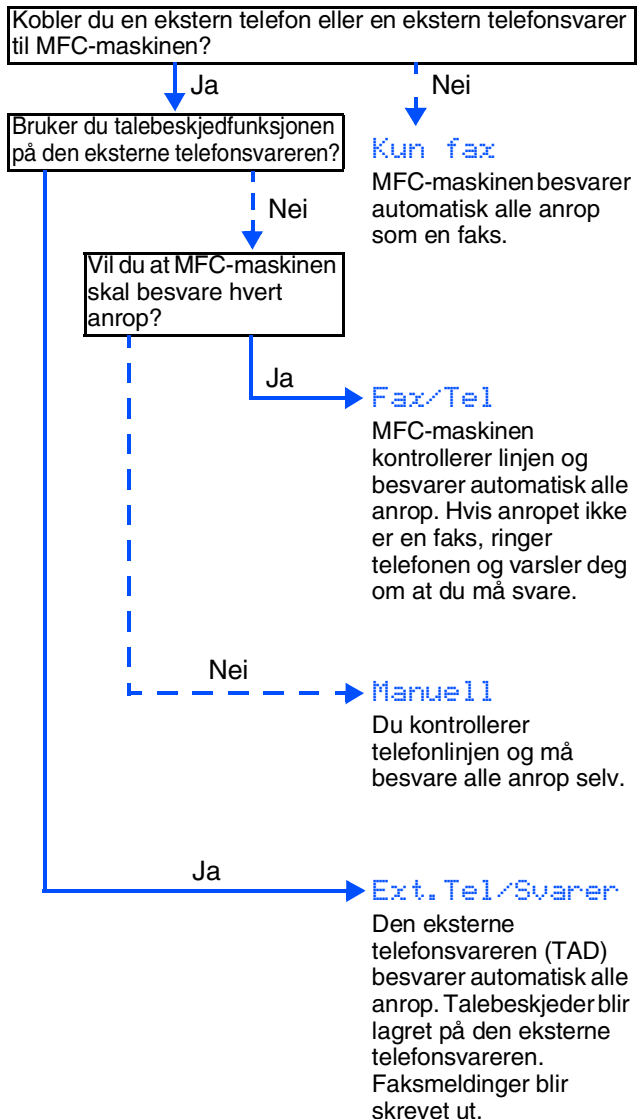 Kobler du en ekstern telefon eller en ekstern telefonsvarer
til MFC-maskinen?
Ja
Nei
Bruker du talebeskjedfunksjonen
på den eksterne telefonsvareren?
Kun fax
MFC-maskinen besvarer
automatisk alle anrop
som en faks.
Nei
Vil du at MFC-maskinen
skal besvare hvert
anrop?
Ja
Fax/Tel
MFC-maskinen
kontrollerer linjen og
besvarer automatisk alle
anrop. Hvis anropet ikke
er en faks, ringer
telefonen og varsler deg
om at du må svare.
Nei
Manuell
Du kontrollerer
telefonlinjen og må
besvare alle anrop selv.
Ja
Ext.Tel/Svarer
Den eksterne
telefonsvareren (TAD)
besvarer automatisk alle
anrop. Talebeskjeder blir
lagret på den eksterne
telefonsvareren.
Faksmeldinger blir
skrevet ut.